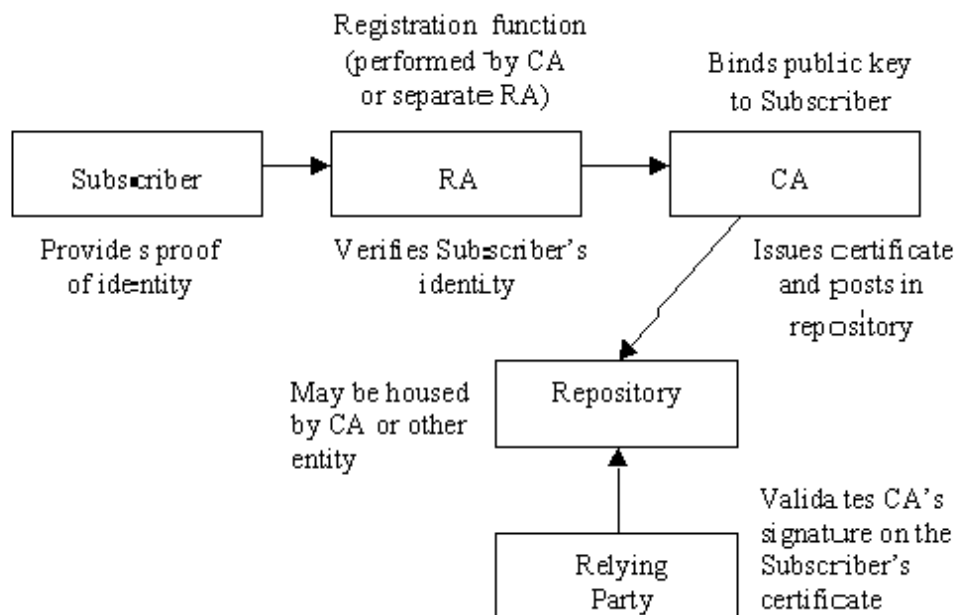 Registration function
(performed by CA
or separate RA)
Binds public key
to Subscriber
Subscriber
RA
CA
Provides proof
of identity
Verifies Subscriber's
identity
Issues certificate
and posts in
repository
May be housed
by CA or other
entity
Repository
Relying
Party
Validates CA's
signature on the
Subscriber's
certificate